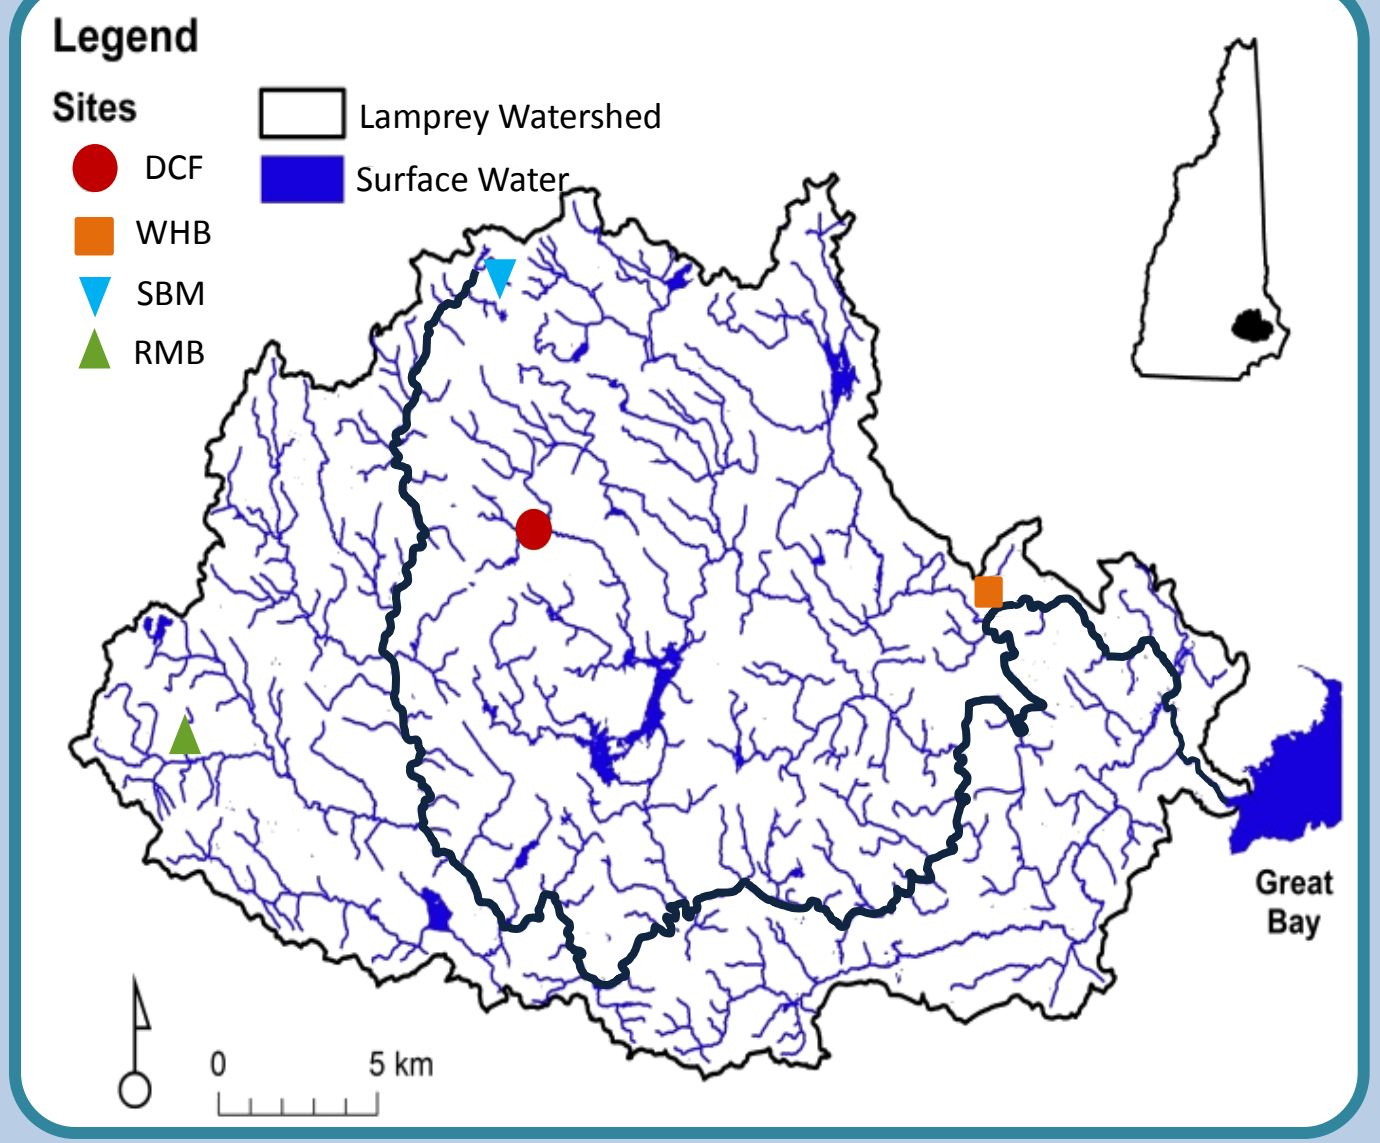 Legend
Sites
Lamprey Watershed
DCF
Surface Water
WHB
SBM
RMB
Great
Bay
0 5 km